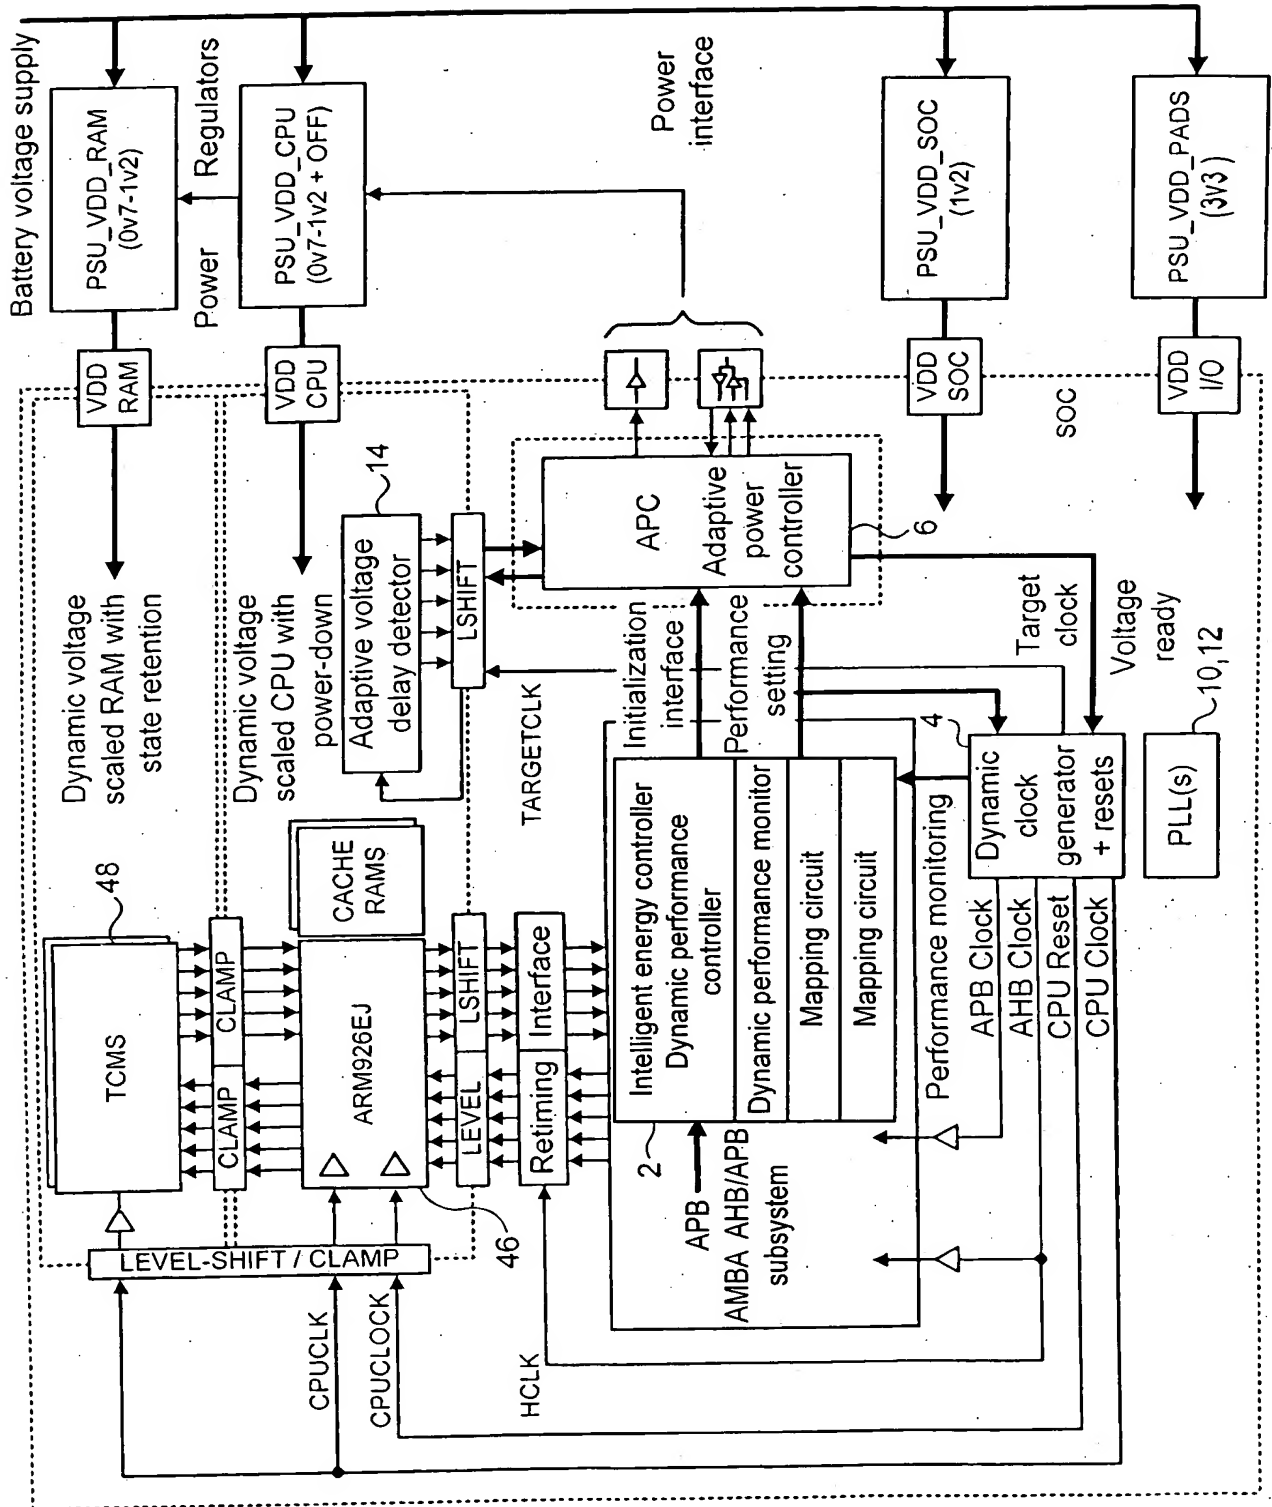 Battery voltage supply
PSU_VDD_RAM
(0v7-1v2)
Power
Regulators
PSU_VDD_CPU
(0v7-1v2 + OFF)
Power
interface
PSU_VDD_SOC
(1v2)
PSU_VDD_PADS
(3v3)
VDD
RAM
VDD
CPU
VDD
SOC
VDD
I/O
SOC
Dynamic voltage
scaled RAM with
state retention
Dynamic voltage
scaled CPU with
power-down
14
Adaptive voltage
delay detector
LSHIFT
APC
Adaptive
power
controller
6
TARGETCLK
Initialization
interface
Performance
setting
Target
clock
Voltage
ready
48
TCMS
CLAMP
CLAMP
CACHE
RAMS
ARM926EJ
46
LEVEL
LSHIFT
Retiming
Interface
LEVEL-SHIFT / CLAMP
CPUCLK
CPUCLOCK
HCLK
Intelligent energy controller
Dynamic performance
controller
Dynamic performance monitor
Mapping circuit
Mapping circuit
2
APB
AMBA AHB/APB
subsystem
Performance monitoring
4
Dynamic
clock
generator
+ resets
APB Clock
AHB Clock
CPU Reset
CPU Clock
10,12
PLL(s)